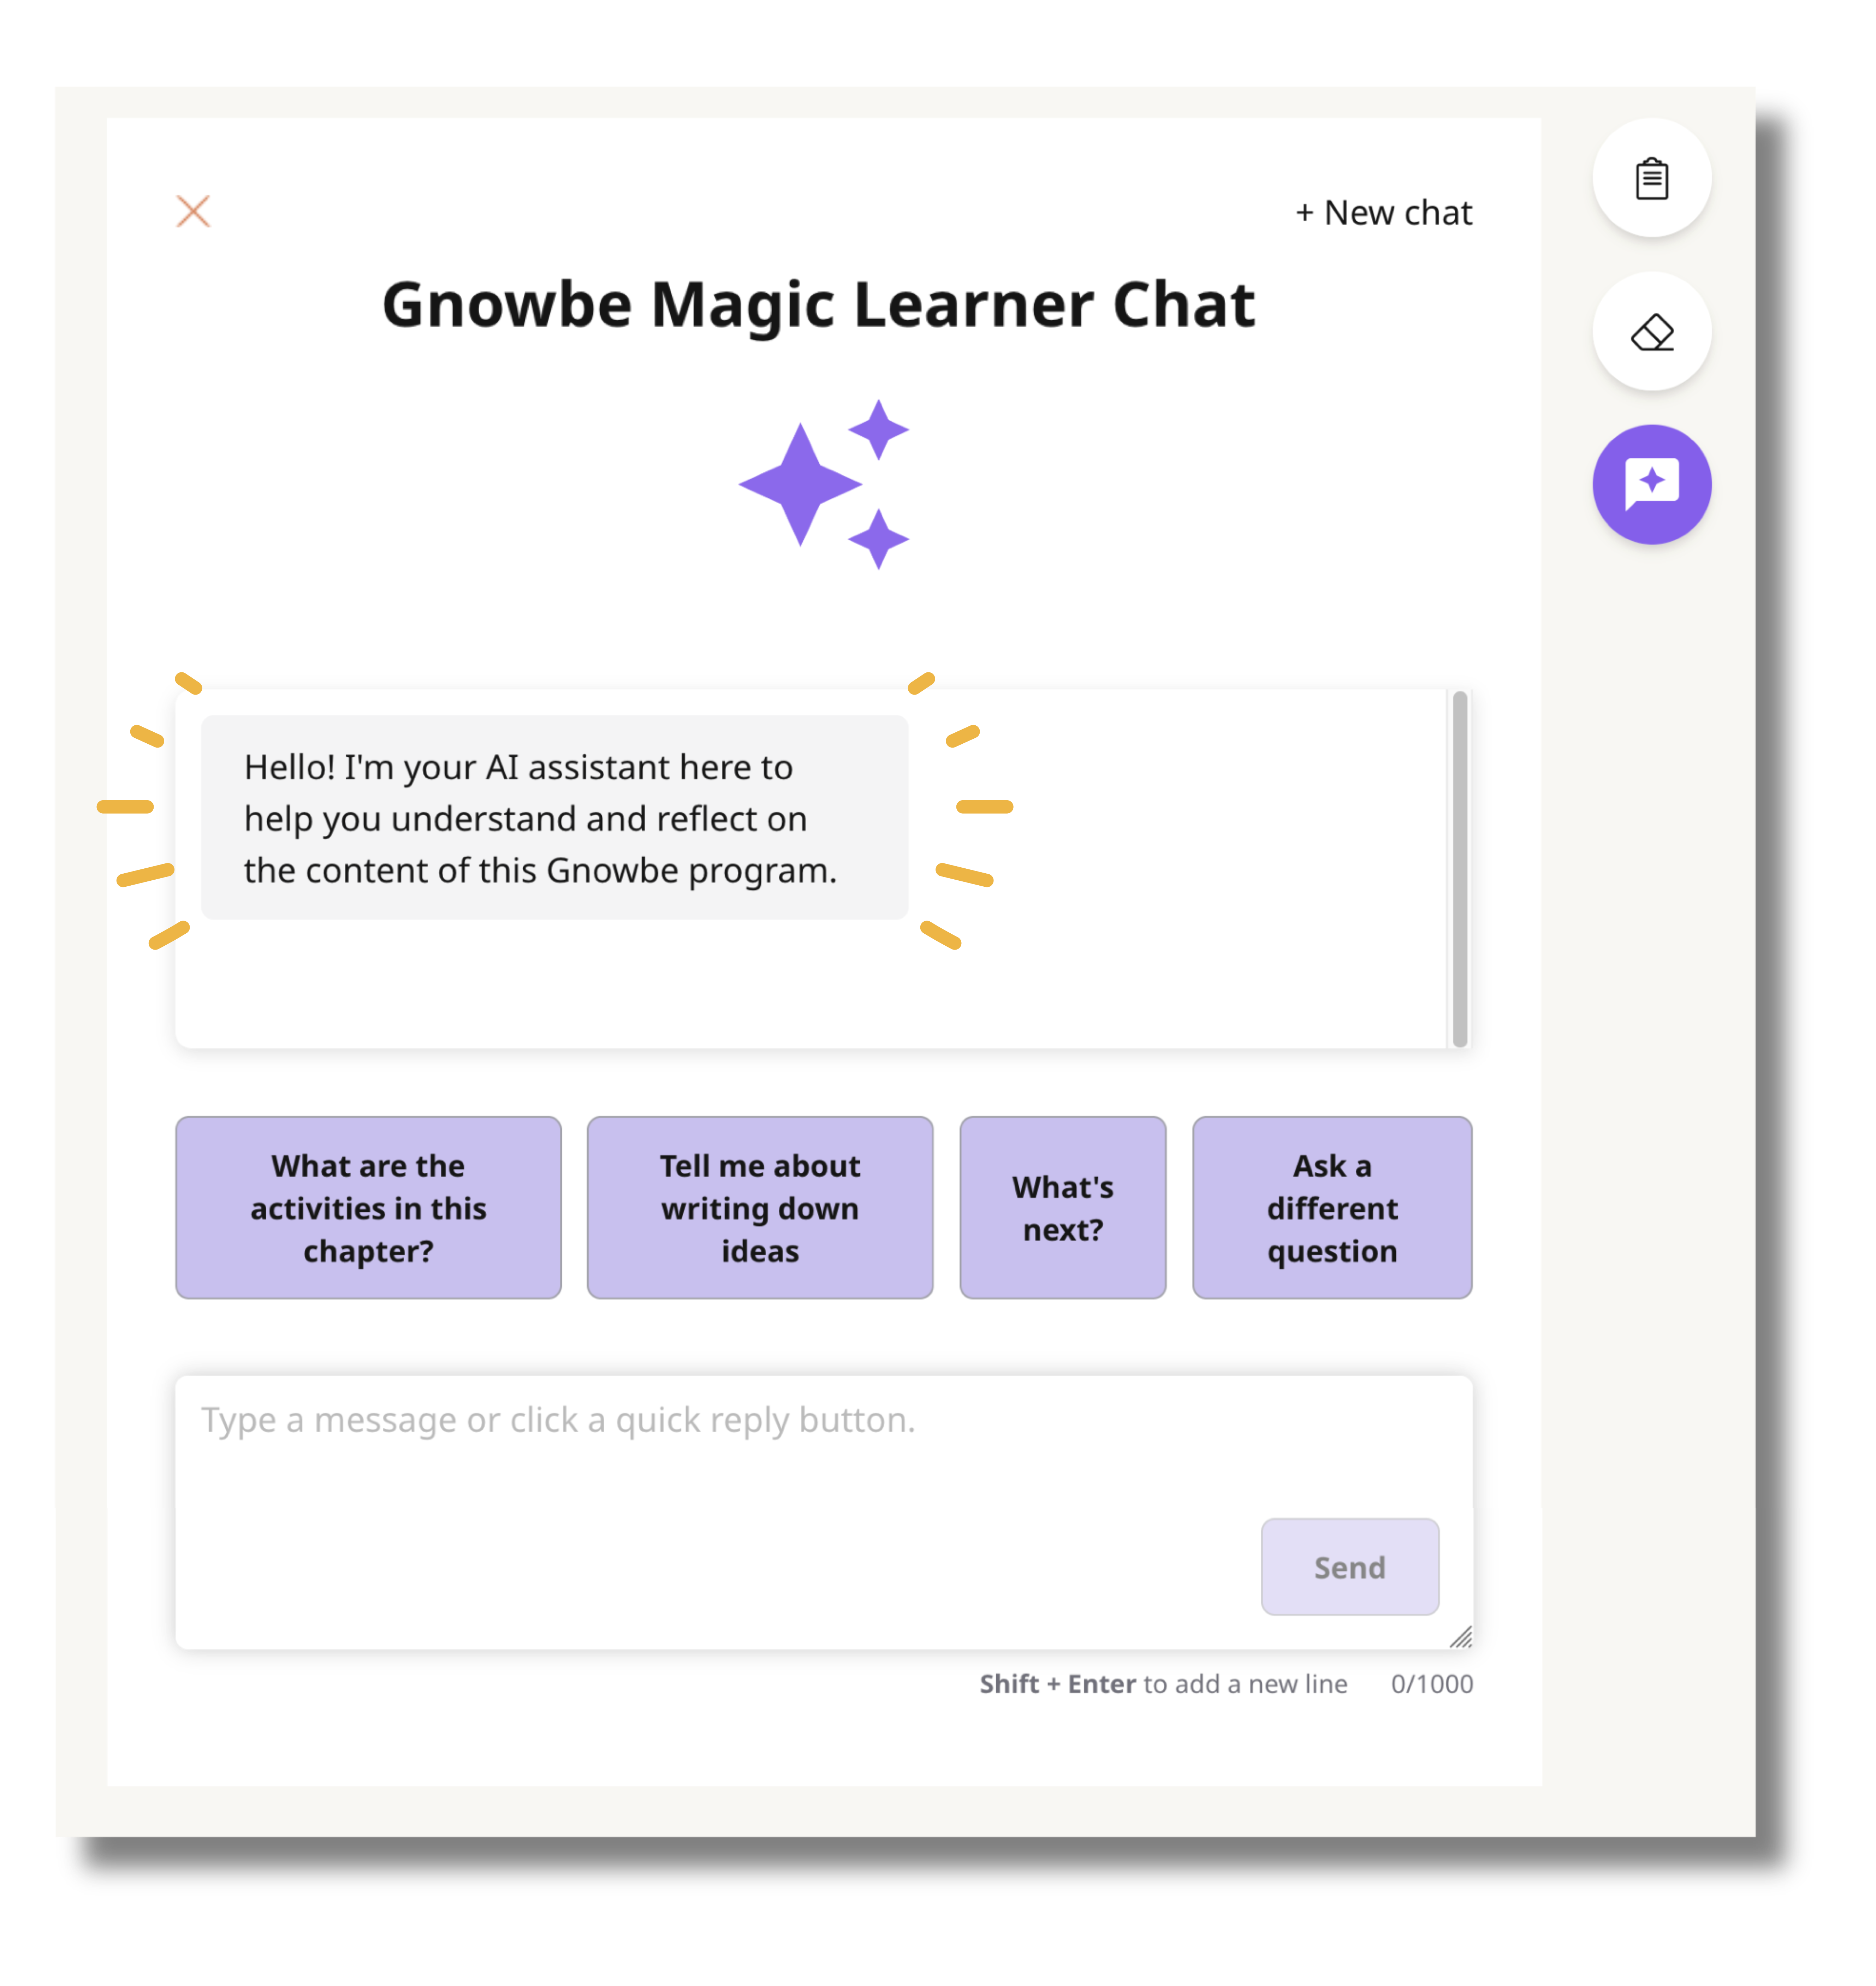 + New chat
Gnowbe Magic Learner Chat
Hello! I'm your AI assistant here to
help you understand and reflect on
the content of this Gnowbe program.
What are the
activities in this
chapter?
Tell me about
writing down
ideas
What's
next?
Ask a
different
question
Type a message or click a quick reply button.
Send
Shift + Enter to add a new line 0/1000